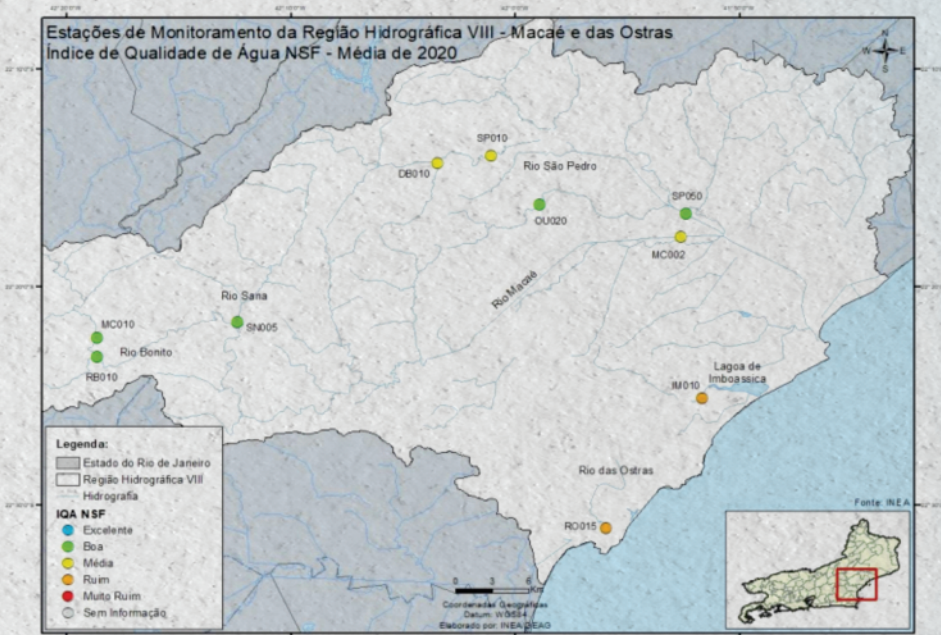 Estações de Monitoramento da Região Hidrográfica VIII - Macaé e das Ostras
Índice de Qualidade de Água NSF - Média de 2020
N
W E
S
SP010
DB010
Rio São Pedro
OU020
SP050
MC002
Rio Macaé
Rio Sana
SN005
MC010
Rio Bonito
RB010
Lagoa de
Imboassica
IM010
Rio das Ostras
RO015
Legenda:
Estado do Rio de Janeiro
Região Hidrográfica VIII
Hidrografia
IQA NSF
Excelente
Boa
Média
Ruim
Muito Ruim
Sem Informação
0 3 6
Km
Coordenadas Geográficas
Datum: WGS84
Elaborado por: INEA/GEAG
Fonte: INEA